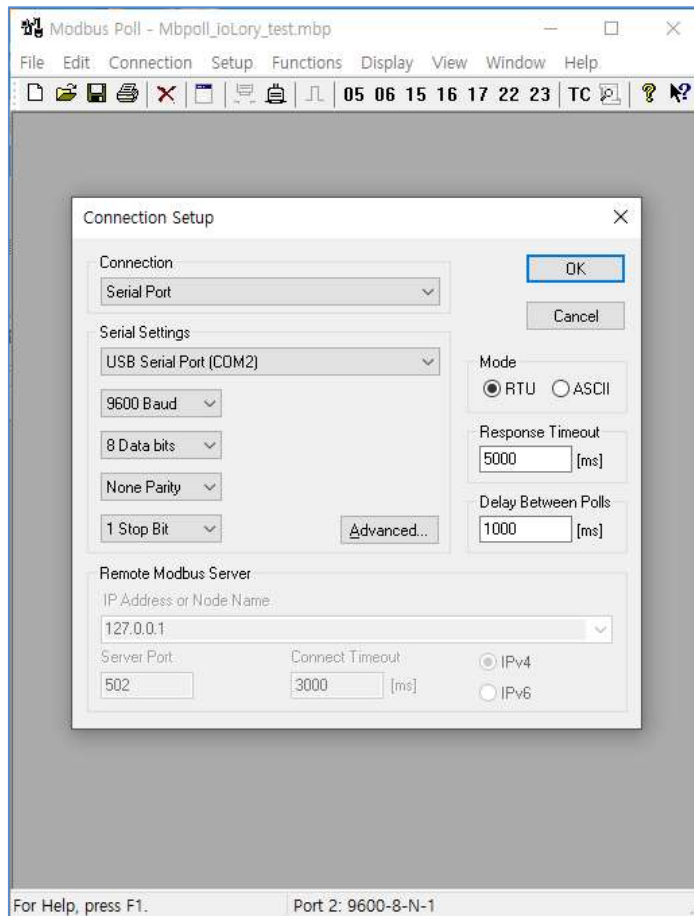 Modbus Poll - Mbpoll_ioLory_test.mbp
File Edit Connection Setup Functions Display View Window Help
05 06 15 16 17 22 23 TC
Connection Setup
Connection
Serial Port
OK
Cancel
Serial Settings
USB Serial Port (COM2)
9600 Baud
8 Data bits
None Parity
1 Stop Bit
Advanced...
Mode
RTU ASCII
Response Timeout
5000 [ms]
Delay Between Polls
1000 [ms]
Remote Modbus Server
IP Address or Node Name
127.0.0.1
Server Port Connect Timeout
502 3000 [ms]
IPv4
IPv6
For Help, press F1. Port 2: 9600-8-N-1